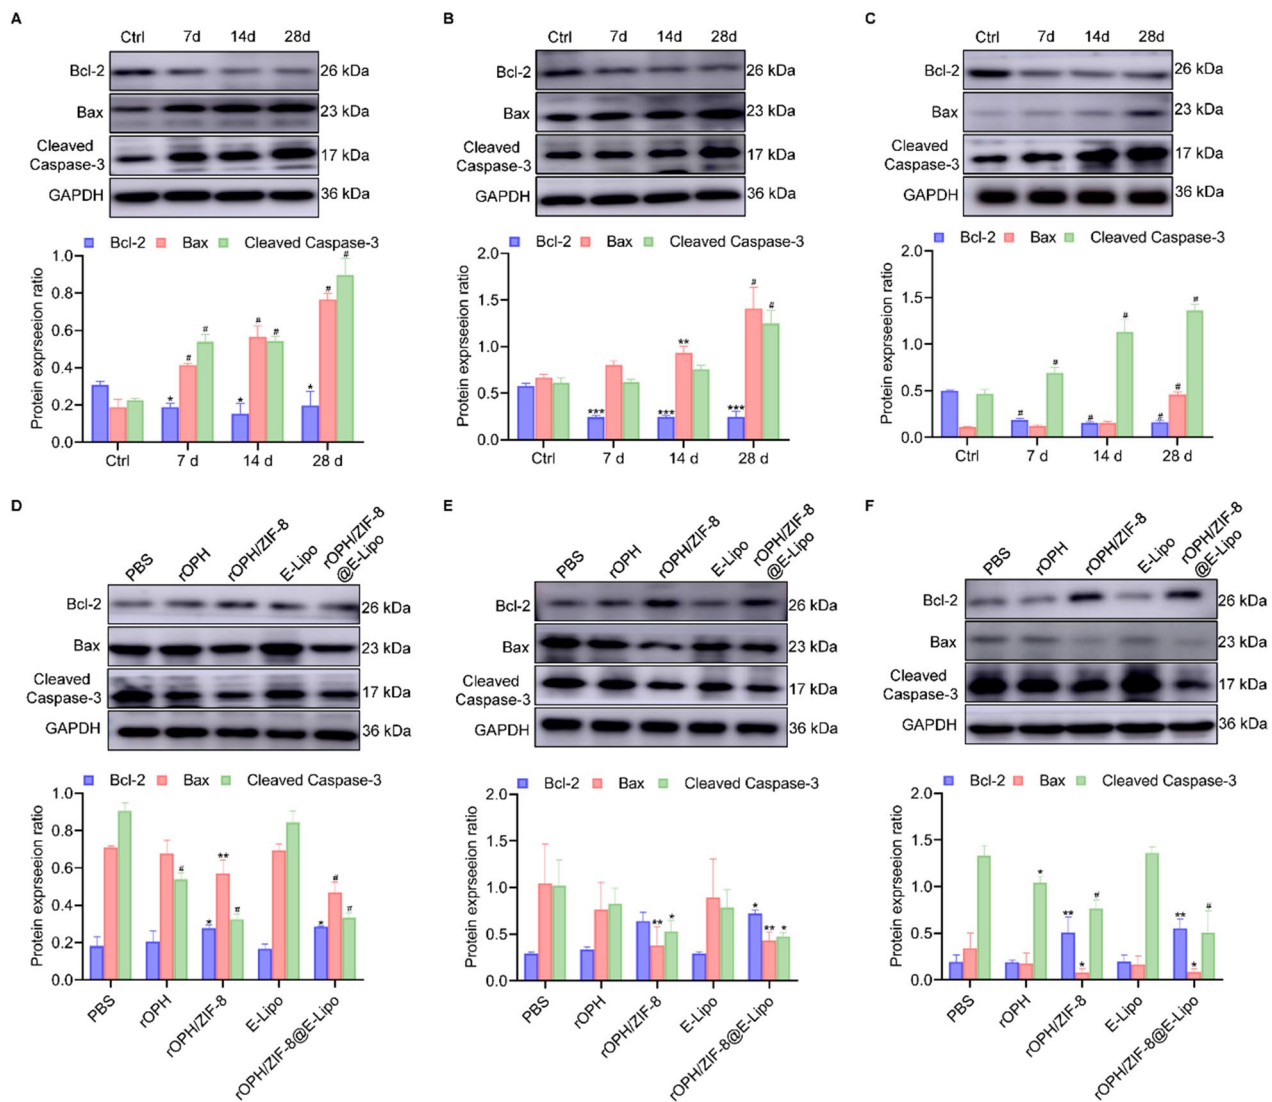 A
Ctrl 7d 14d 28d
Bcl-2 26 kDa
Bax 23 kDa
Cleaved
Caspase-3 17 kDa
GAPDH 36 kDa
Bcl-2 Bax Cleaved Caspase-3
Protein exprseeion ratio
1.0
0.8
0.6
0.4
0.2
0.0
* # # * # # * # #
Ctrl 7 d 14 d 28 d
B
Ctrl 7d 14d 28d
Bcl-2 26 kDa
Bax 23 kDa
Cleaved
Caspase-3 17 kDa
GAPDH 36 kDa
Bcl-2 Bax Cleaved Caspase-3
Protein exprseeion ratio
2.0
1.5
1.0
0.5
0.0
*** *** ** *** # #
Ctrl 7 d 14 d 28 d
C
Ctrl 7d 14d 28d
Bcl-2 26 kDa
Bax 23 kDa
Cleaved
Caspase-3 17 kDa
GAPDH 36 kDa
Bcl-2 Bax Cleaved Caspase-3
Protein exprseeion ratio
2.0
1.5
1.0
0.5
0.0
# # # # # # #
Ctrl 7 d 14 d 28 d
D
PBS rOPH rOPH/ZIF-8 E-Lipo rOPH/ZIF-8
@E-Lipo
Bcl-2 26 kDa
Bax 23 kDa
Cleaved
Caspase-3 17 kDa
GAPDH 36 kDa
Bcl-2 Bax Cleaved Caspase-3
Protein exprseeion ratio
1.0
0.8
0.6
0.4
0.2
0.0
# * ** # * # #
PBS rOPH rOPH/ZIF-8 E-Lipo rOPH/ZIF-8@E-Lipo
E
PBS rOPH rOPH/ZIF-8 E-Lipo rOPH/ZIF-8
@E-Lipo
Bcl-2 26 kDa
Bax 23 kDa
Cleaved
Caspase-3 17 kDa
GAPDH 36 kDa
Bcl-2 Bax Cleaved Caspase-3
Protein exprseeion ratio
2.0
1.5
1.0
0.5
0.0
** * * ** *
PBS rOPH rOPH/ZIF-8 E-Lipo rOPH/ZIF-8@E-Lipo
F
PBS rOPH rOPH/ZIF-8 E-Lipo rOPH/ZIF-8
@E-Lipo
Bcl-2 26 kDa
Bax 23 kDa
Cleaved
Caspase-3 17 kDa
GAPDH 36 kDa
Bcl-2 Bax Cleaved Caspase-3
Protein exprseeion ratio
2.0
1.5
1.0
0.5
0.0
* ** * # ** * #
PBS rOPH rOPH/ZIF-8 E-Lipo rOPH/ZIF-8@E-Lipo